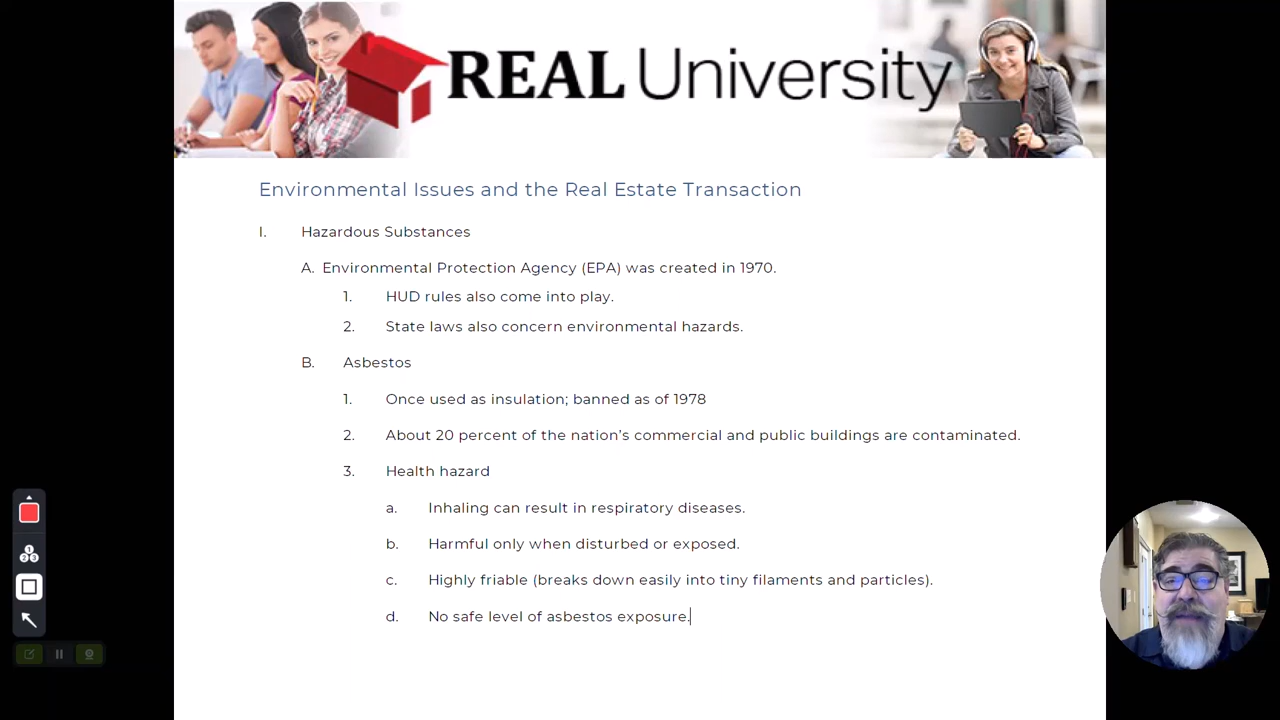 REAL University
Environmental Issues and the Real Estate Transaction
I. Hazardous Substances
A. Environmental Protection Agency (EPA) was created in 1970.
1. HUD rules also come into play.
2. State laws also concern environmental hazards.
B. Asbestos
1. Once used as insulation; banned as of 1978
2. About 20 percent of the nation’s commercial and public buildings are contaminated.
3. Health hazard
a. Inhaling can result in respiratory diseases.
b. Harmful only when disturbed or exposed.
c. Highly friable (breaks down easily into tiny filaments and particles).
d. No safe level of asbestos exposure.